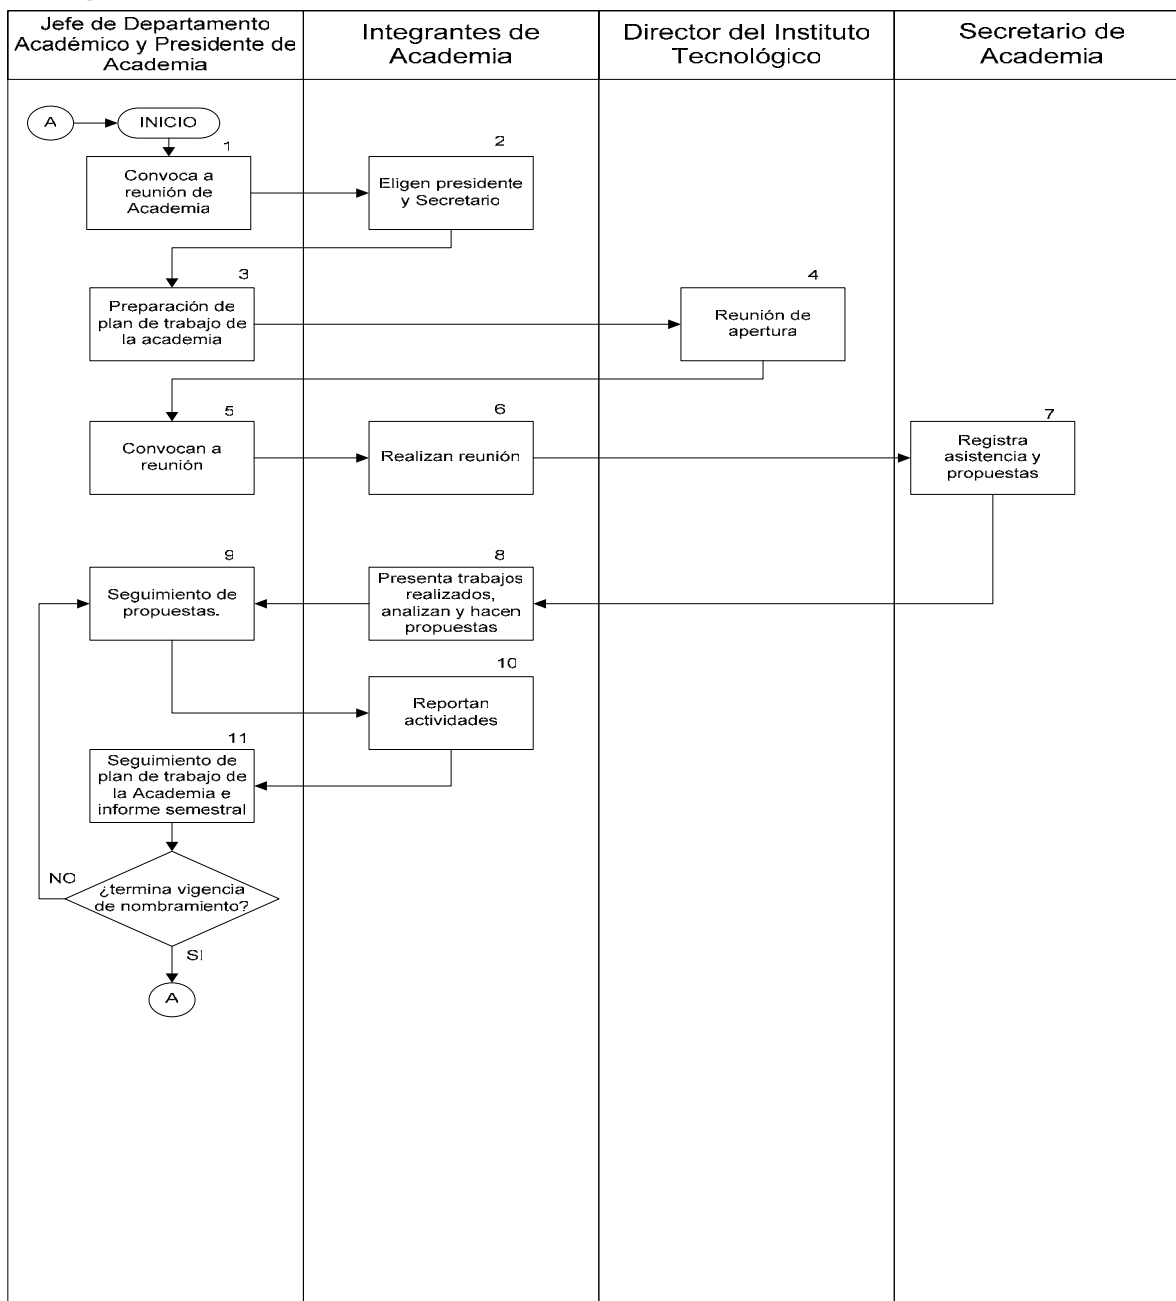 Jefe de Departamento
Académico y Presidente de
Academia
Integrantes de
Academia
Director del Instituto
Tecnológico
Secretario de
Academia
A
INICIO
1
Convoca a
reunión de
Academia
2
Eligen presidente
y Secretario
3
Preparación de
plan de trabajo de
la academia
4
Reunión de
apertura
5
Convocan a
reunión
6
Realizan reunión
7
Registra
asistencia y
propuestas
9
Seguimiento de
propuestas.
8
Presenta trabajos
realizados,
analizan y hacen
propuestas
10
Reportan
actividades
11
Seguimiento de
plan de trabajo de
la Academia e
informe semestral
NO
¿termina vigencia
de nombramiento?
SI
A